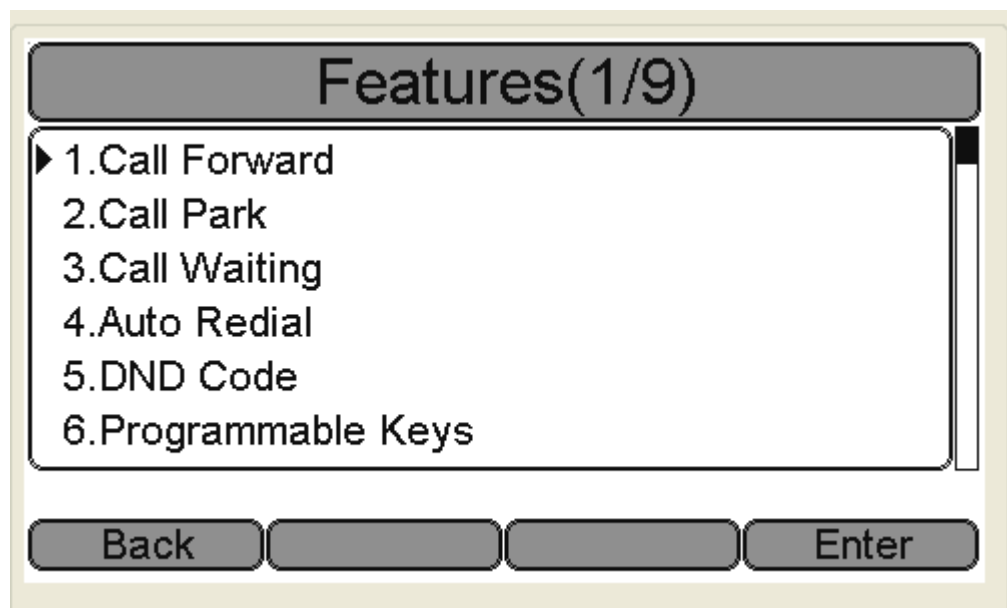 Features(1/9)
1.Call Forward
2.Call Park
3.Call Waiting
4.Auto Redial
5.DND Code
6.Programmable Keys
Back Enter